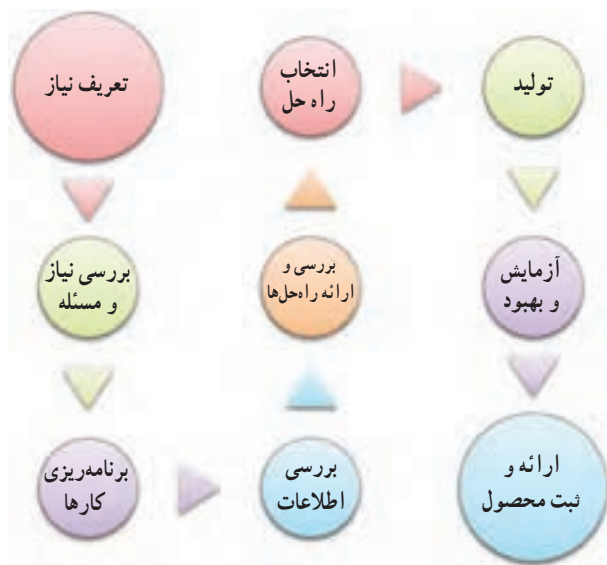 تعریف نیاز
بررسی نیاز
و مسئله
برنامه‌ریزی
کارها
بررسی
اطلاعات
بررسی و
ارائه راه‌حل‌ها
انتخاب
راه حل
تولید
آزمایش
و بهبود
ارائه و
ثبت محصول